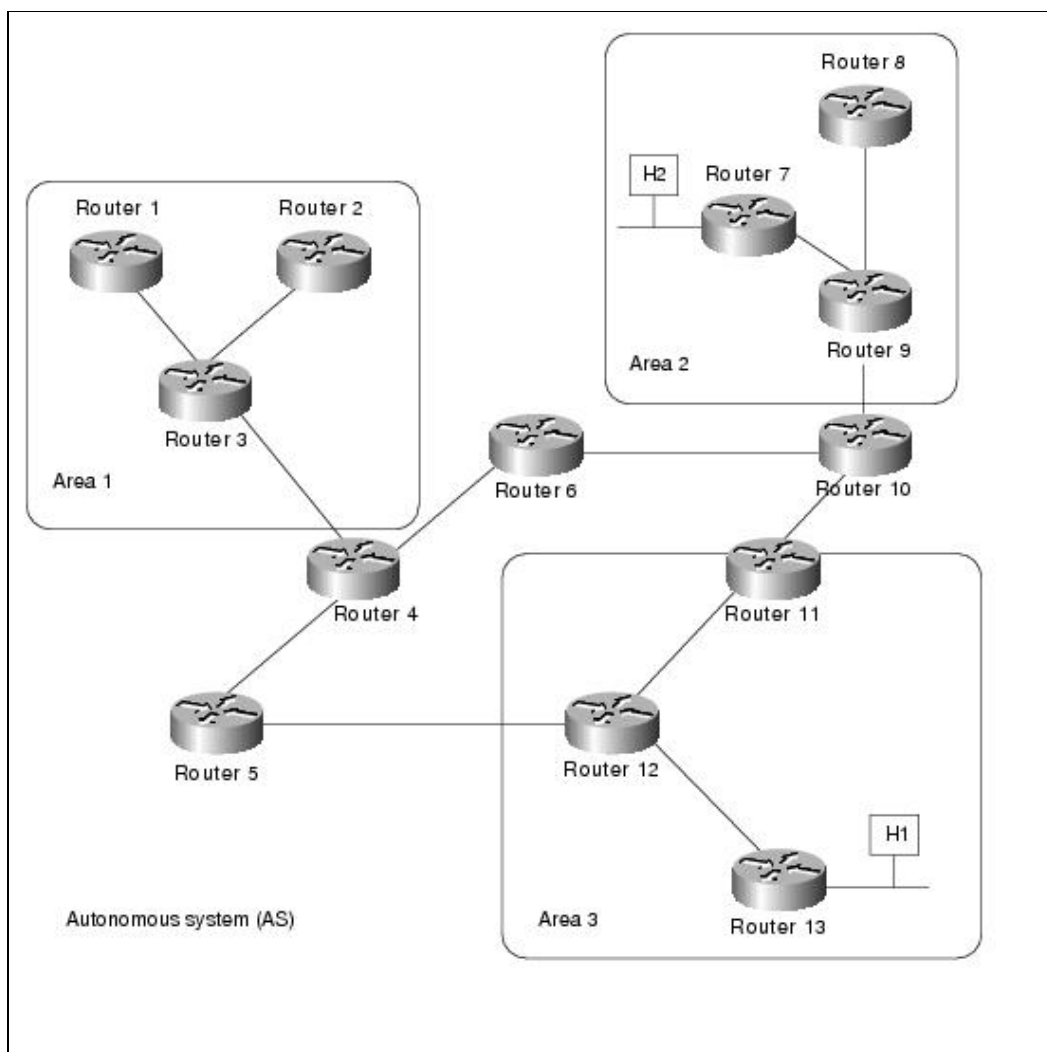 Router 8
H2
Router 7
Router 1
Router 2
Router 9
Area 2
Router 3
Area 1
Router 6
Router 10
Router 4
Router 11
Router 5
Router 12
H1
Autonomous system (AS)
Area 3
Router 13